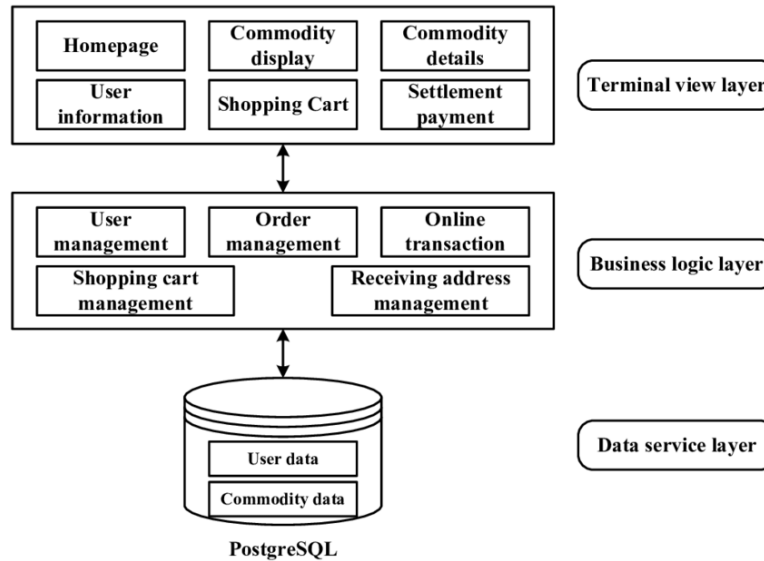 Homepage
Commodity
display
Commodity
details
User
information
Shopping Cart
Settlement
payment
Terminal view layer
User
management
Order
management
Online
transaction
Shopping cart
management
Receiving address
management
Business logic layer
User data
Commodity data
Data service layer
PostgreSQL